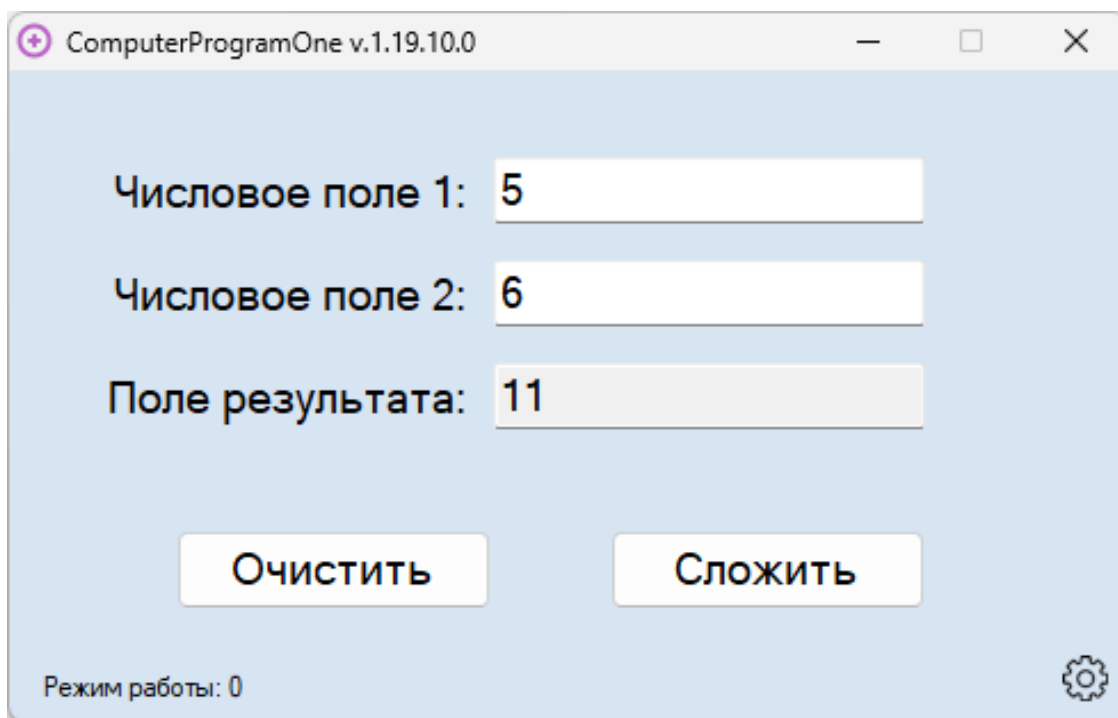 ComputerProgramOne v.1.19.10.0
Числовое поле 1: 5
Числовое поле 2: 6
Поле результата: 11
Очистить Сложить
Режим работы: 0